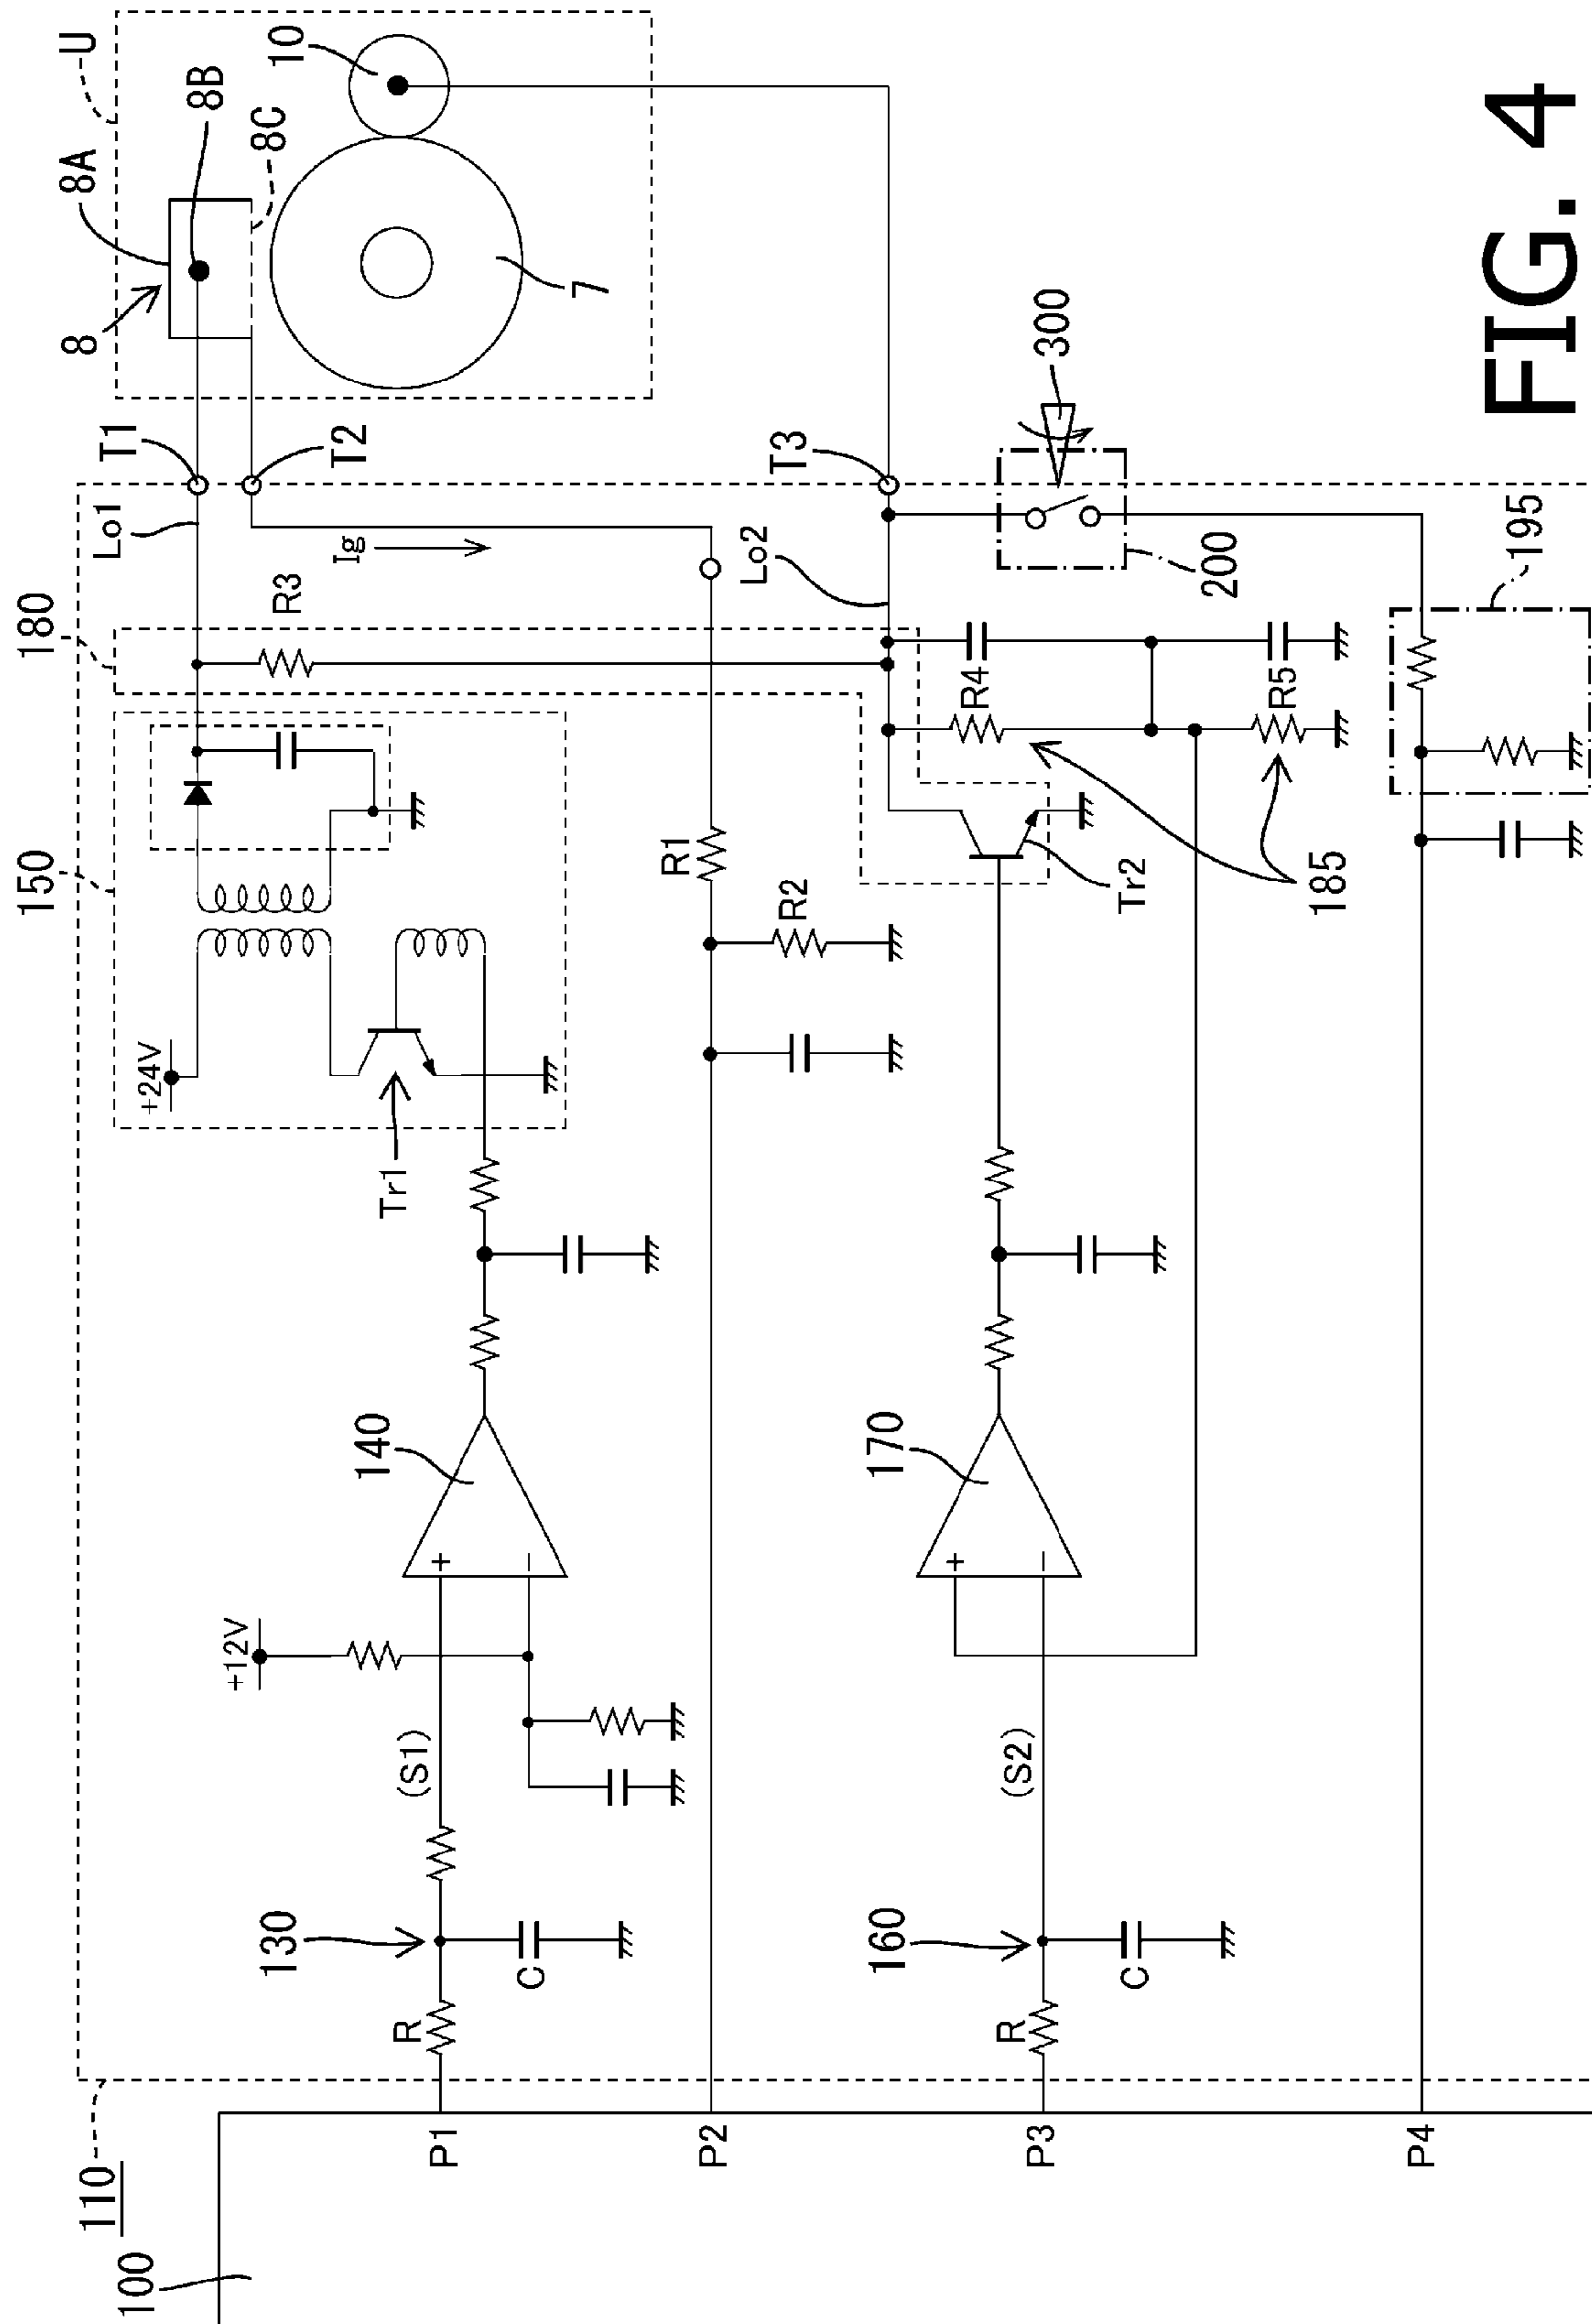 110
100
P1
P2
P3
P4
R
130
C
(S1)
+12V
140
+
−
Tr1
+24V
150
180
R3
Lo1
T1
T2
Ig
8
8A
8B
8C
U
10
7
R1
R2
R
160
C
(S2)
170
+
−
Tr2
185
R4
R5
Lo2
T3
200
300
195
FIG. 4